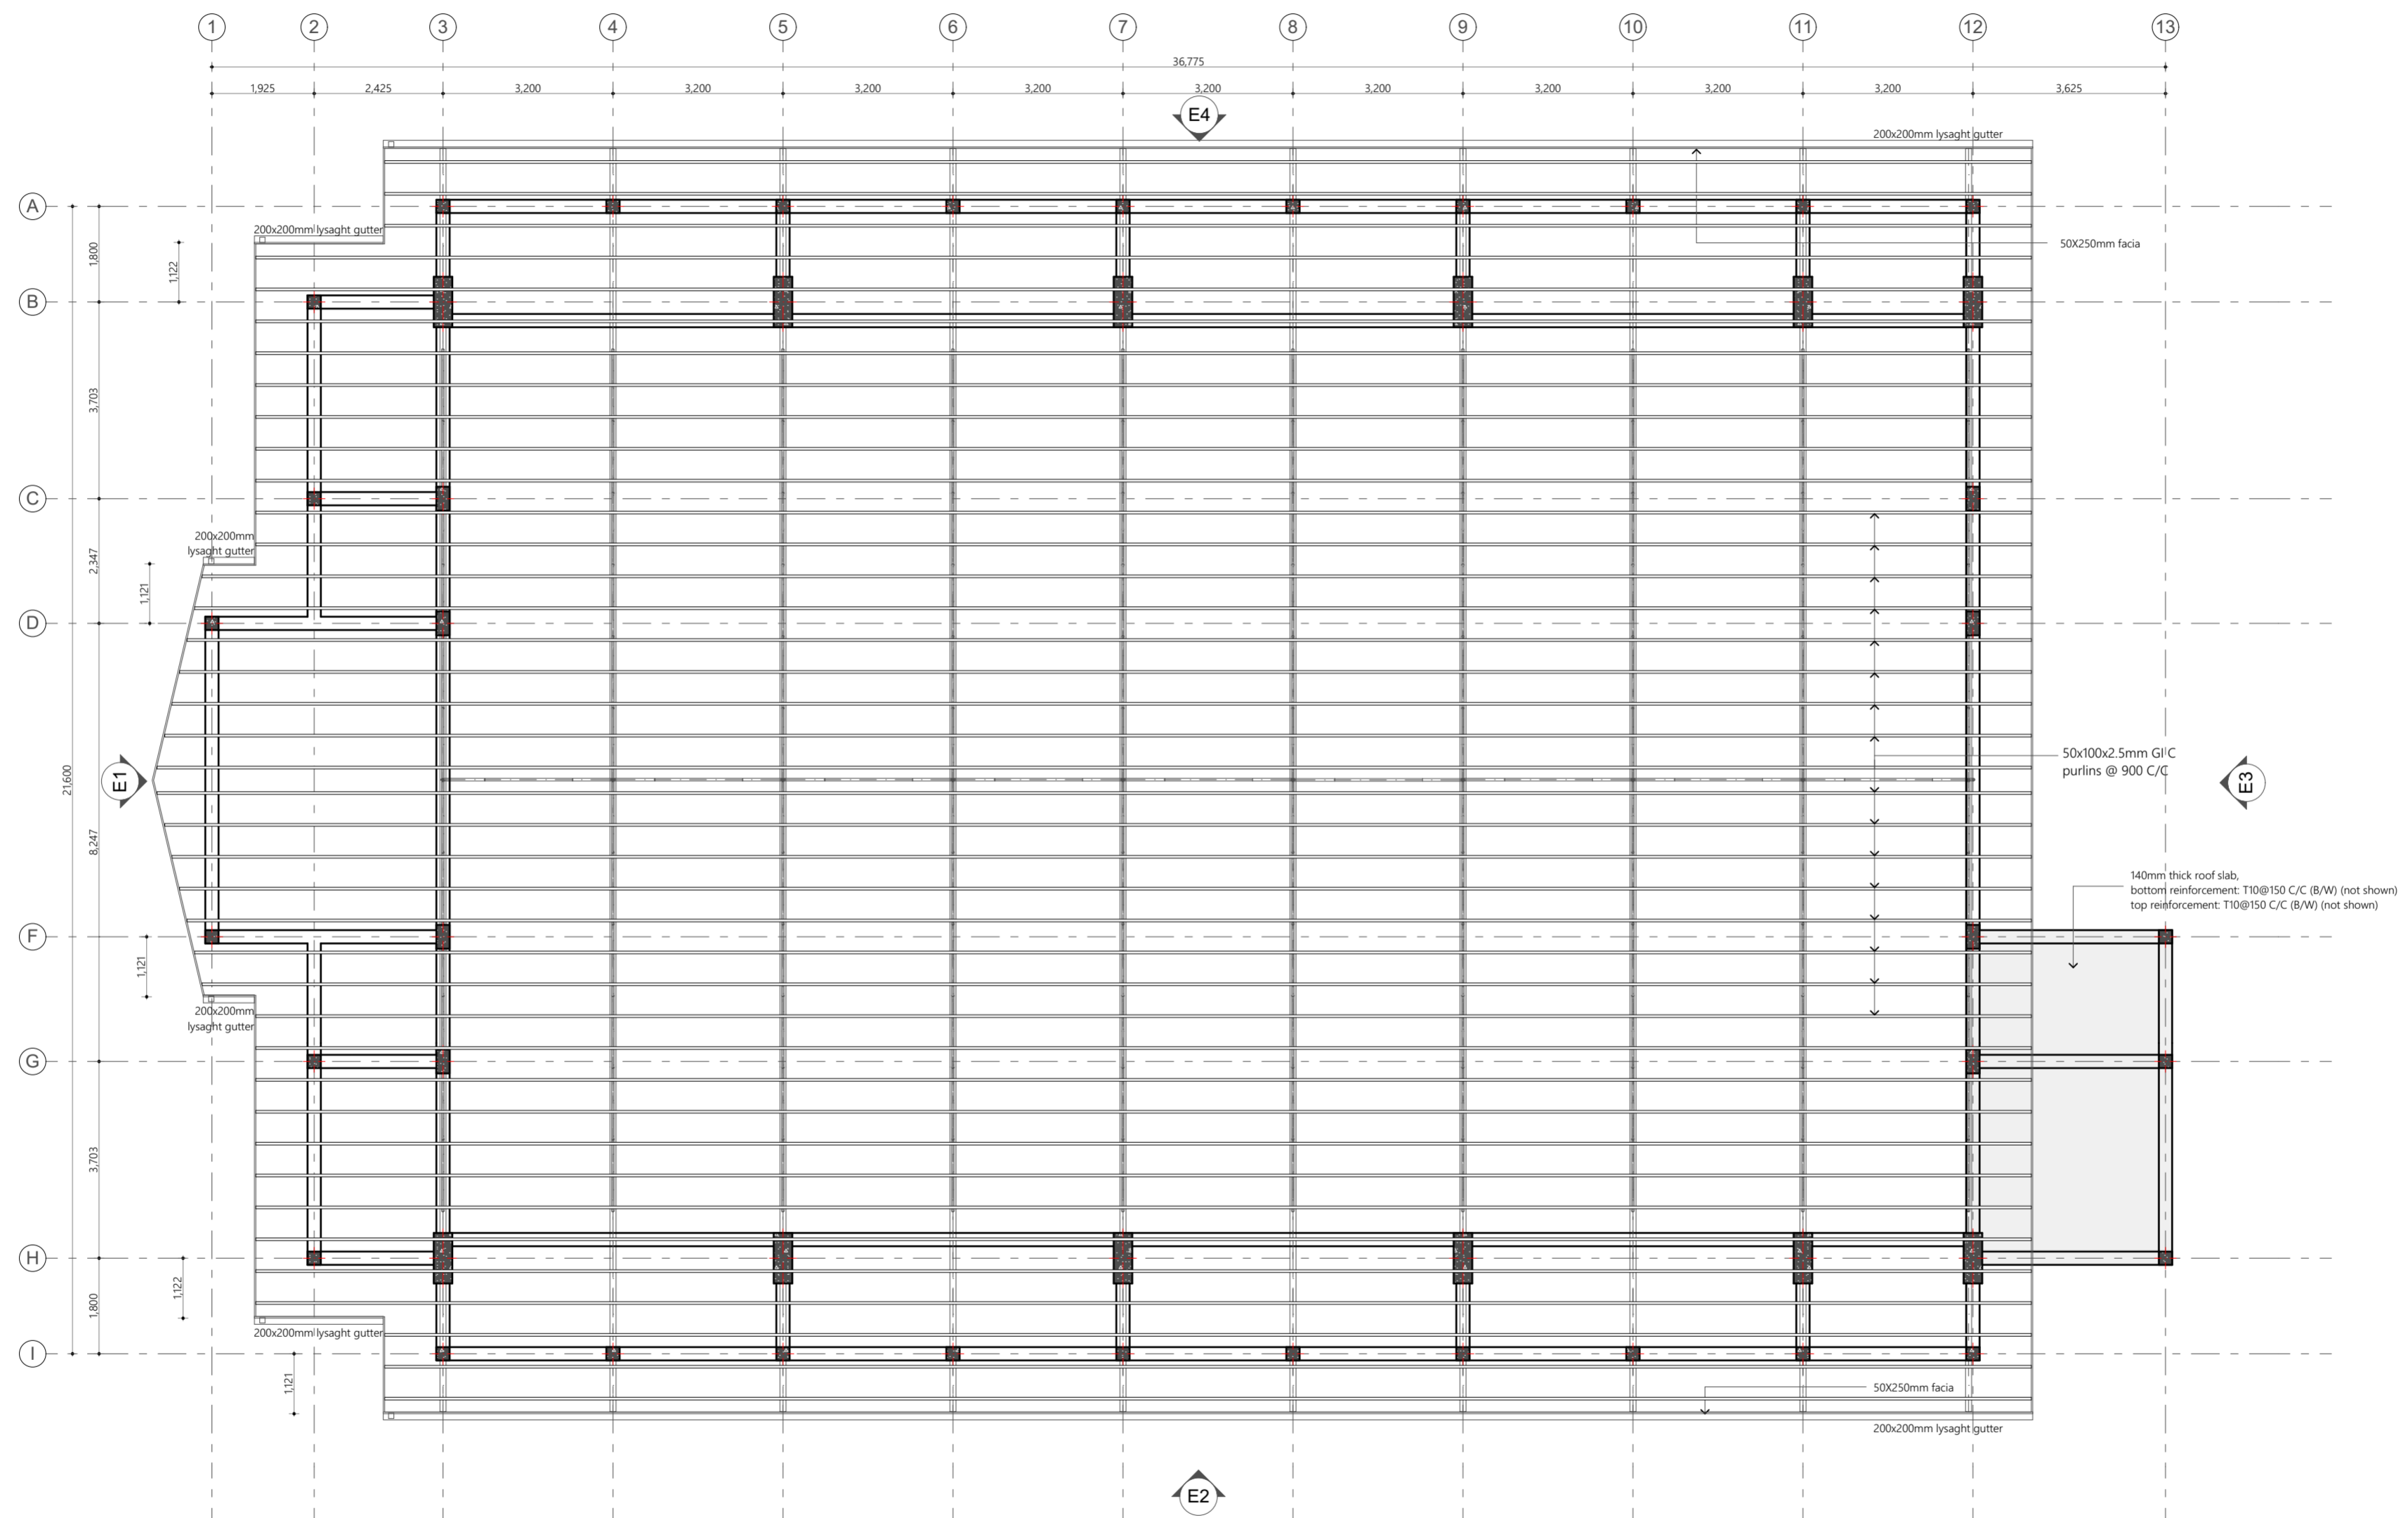 1 2 3 4 5 6 7 8 9 10 11 12 13
36,775
1,925 2,425 3,200 3,200 3,200 3,200 3,200 3,200 3,200 3,200 3,200 3,625
E4
200x200mm lysaght gutter
A
200x200mm lysaght gutter
50X250mm facia
1,800
1,122
B
3,703
C
200x200mm
lysaght gutter
2,347
1,121
D
E1
21,600
50x100x2.5mm GI C
purlins @ 900 C/C
E3
8,247
140mm thick roof slab,
bottom reinforcement: T10@150 C/C (B/W) (not shown)
top reinforcement: T10@150 C/C (B/W) (not shown)
F
1,121
200x200mm
lysaght gutter
G
3,703
H
1,122
1,800
200x200mm lysaght gutter
I
1,121
50X250mm facia
200x200mm lysaght gutter
E2